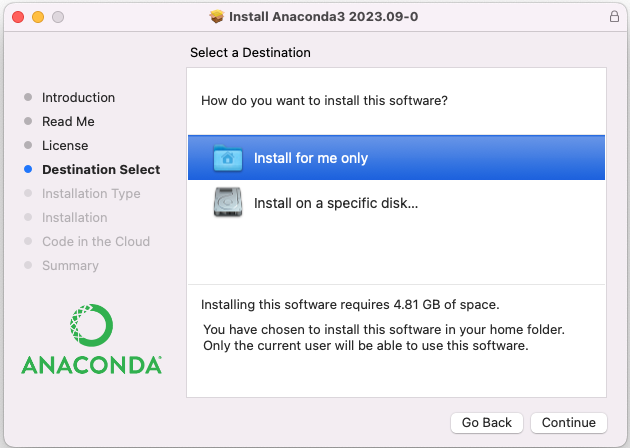 Install Anaconda3 2023.09-0
Select a Destination
Introduction
Read Me
License
Destination Select
Installation Type
Installation
Code in the Cloud
Summary
ANACONDA®
How do you want to install this software?
Install for me only
Install on a specific disk...
Installing this software requires 4.81 GB of space.
You have chosen to install this software in your home folder.
Only the current user will be able to use this software.
Go Back
Continue